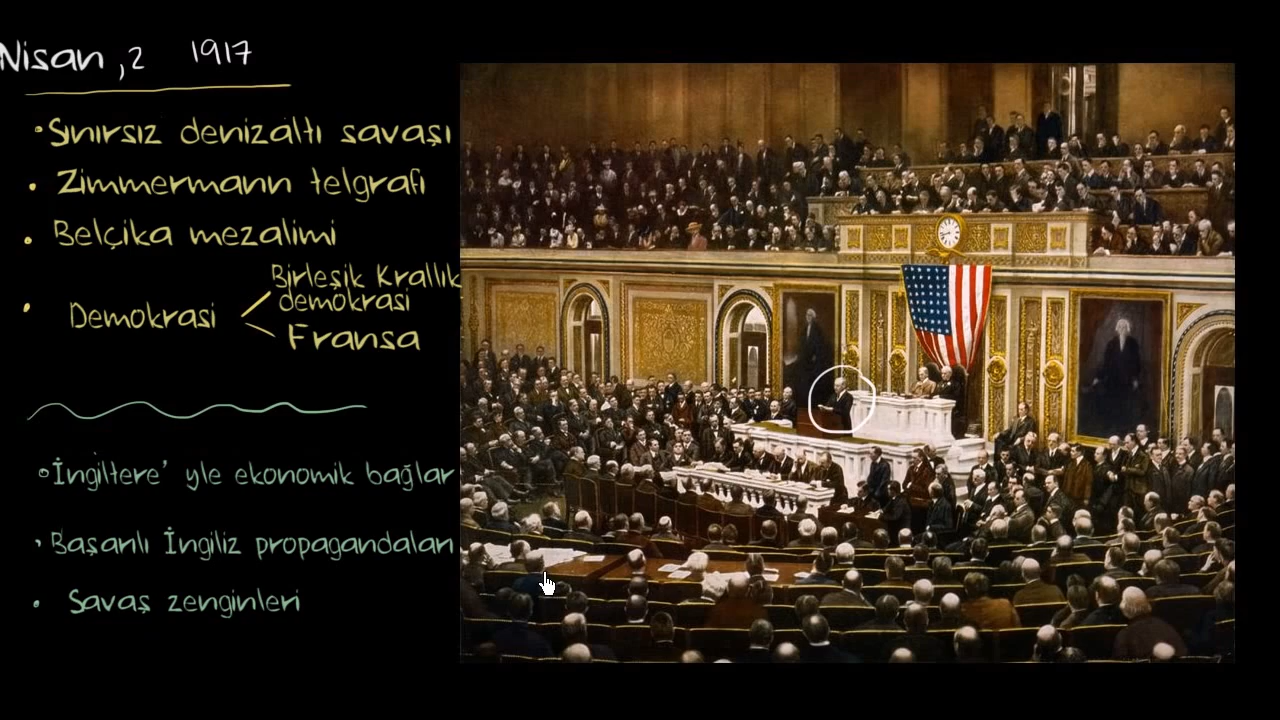 Nisan, 2 1917
• Sınırsız denizaltı savaşı
• Zimmermann telgrafı
• Belçika mezalimi
• Demokrasi
Birleşik Krallık
demokrasi
Fransa
• İngiltere' yle ekonomik bağlar
• Başarılı İngiliz propagandaları
• Savaş zenginleri